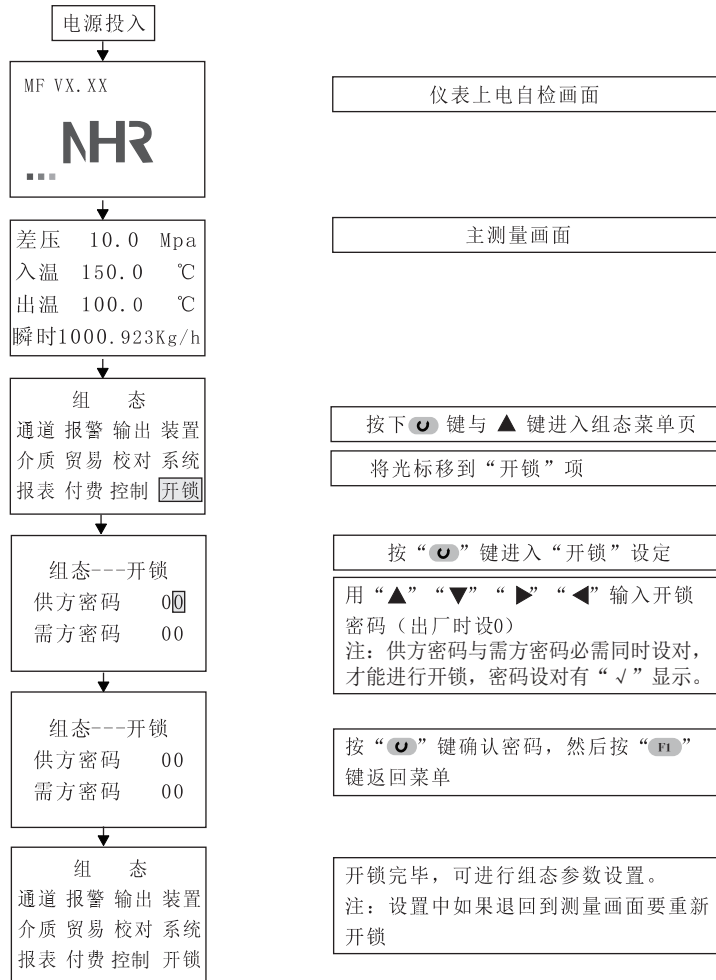 电源投入
MF VX.XX
NHR
仪表上电自检画面
差压 10.0 Mpa
入温 150.0 ℃
出温 100.0 ℃
瞬时1000.923Kg/h
主测量画面
组 态
通道 报警 输出 装置
介质 贸易 校对 系统
报表 付费 控制 开锁
按下 键与 ▲ 键进入组态菜单页
将光标移到“开锁”项
组态---开锁
供方密码 00
需方密码 00
按“ ”键进入“开锁”设定
用“▲”“▼”“▶”“◀”输入开锁
密码（出厂时设0）
注：供方密码与需方密码必需同时设对，
才能进行开锁，密码设对有“√”显示。
组态---开锁
供方密码 00
需方密码 00
按“ ”键确认密码，然后按“F1”
键返回菜单
组 态
通道 报警 输出 装置
介质 贸易 校对 系统
报表 付费 控制 开锁
开锁完毕，可进行组态参数设置。
注：设置中如果退回到测量画面要重新
开锁